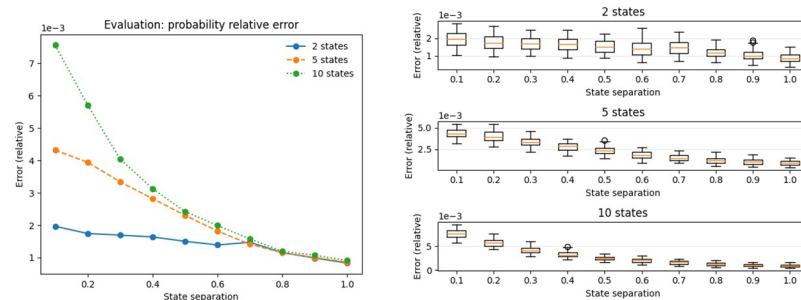 Evaluation: probability relative error
1e−3
8
7
6
5
4
3
2
1
Error (relative)
2 states
5 states
10 states
0.2
0.4
0.6
0.8
1.0
State separation
2 states
1e−3
2
1
Error (relative)
0.1 0.2 0.3 0.4 0.5 0.6 0.7 0.8 0.9 1.0
State separation
5 states
1e−3
5.0
2.5
Error (relative)
0.1 0.2 0.3 0.4 0.5 0.6 0.7 0.8 0.9 1.0
State separation
10 states
1e−3
5
0
Error (relative)
0.1 0.2 0.3 0.4 0.5 0.6 0.7 0.8 0.9 1.0
State separation